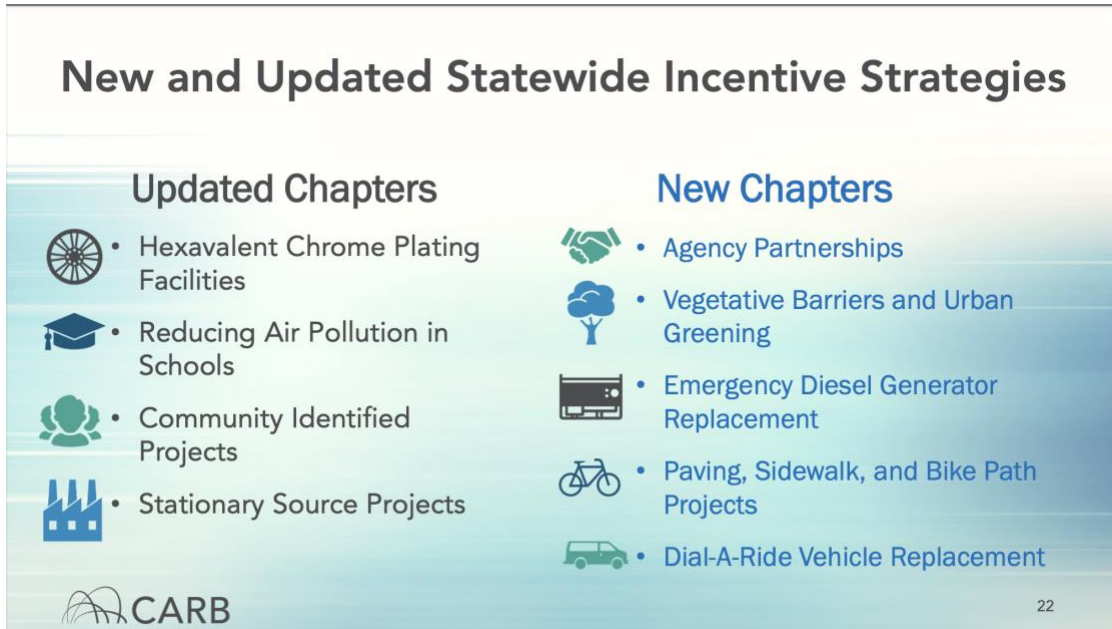 New and Updated Statewide Incentive Strategies
Updated Chapters
• Hexavalent Chrome Plating
Facilities
• Reducing Air Pollution in
Schools
• Community Identified
Projects
• Stationary Source Projects
New Chapters
• Agency Partnerships
• Vegetative Barriers and Urban
Greening
• Emergency Diesel Generator
Replacement
• Paving, Sidewalk, and Bike Path
Projects
• Dial-A-Ride Vehicle Replacement
CARB
22